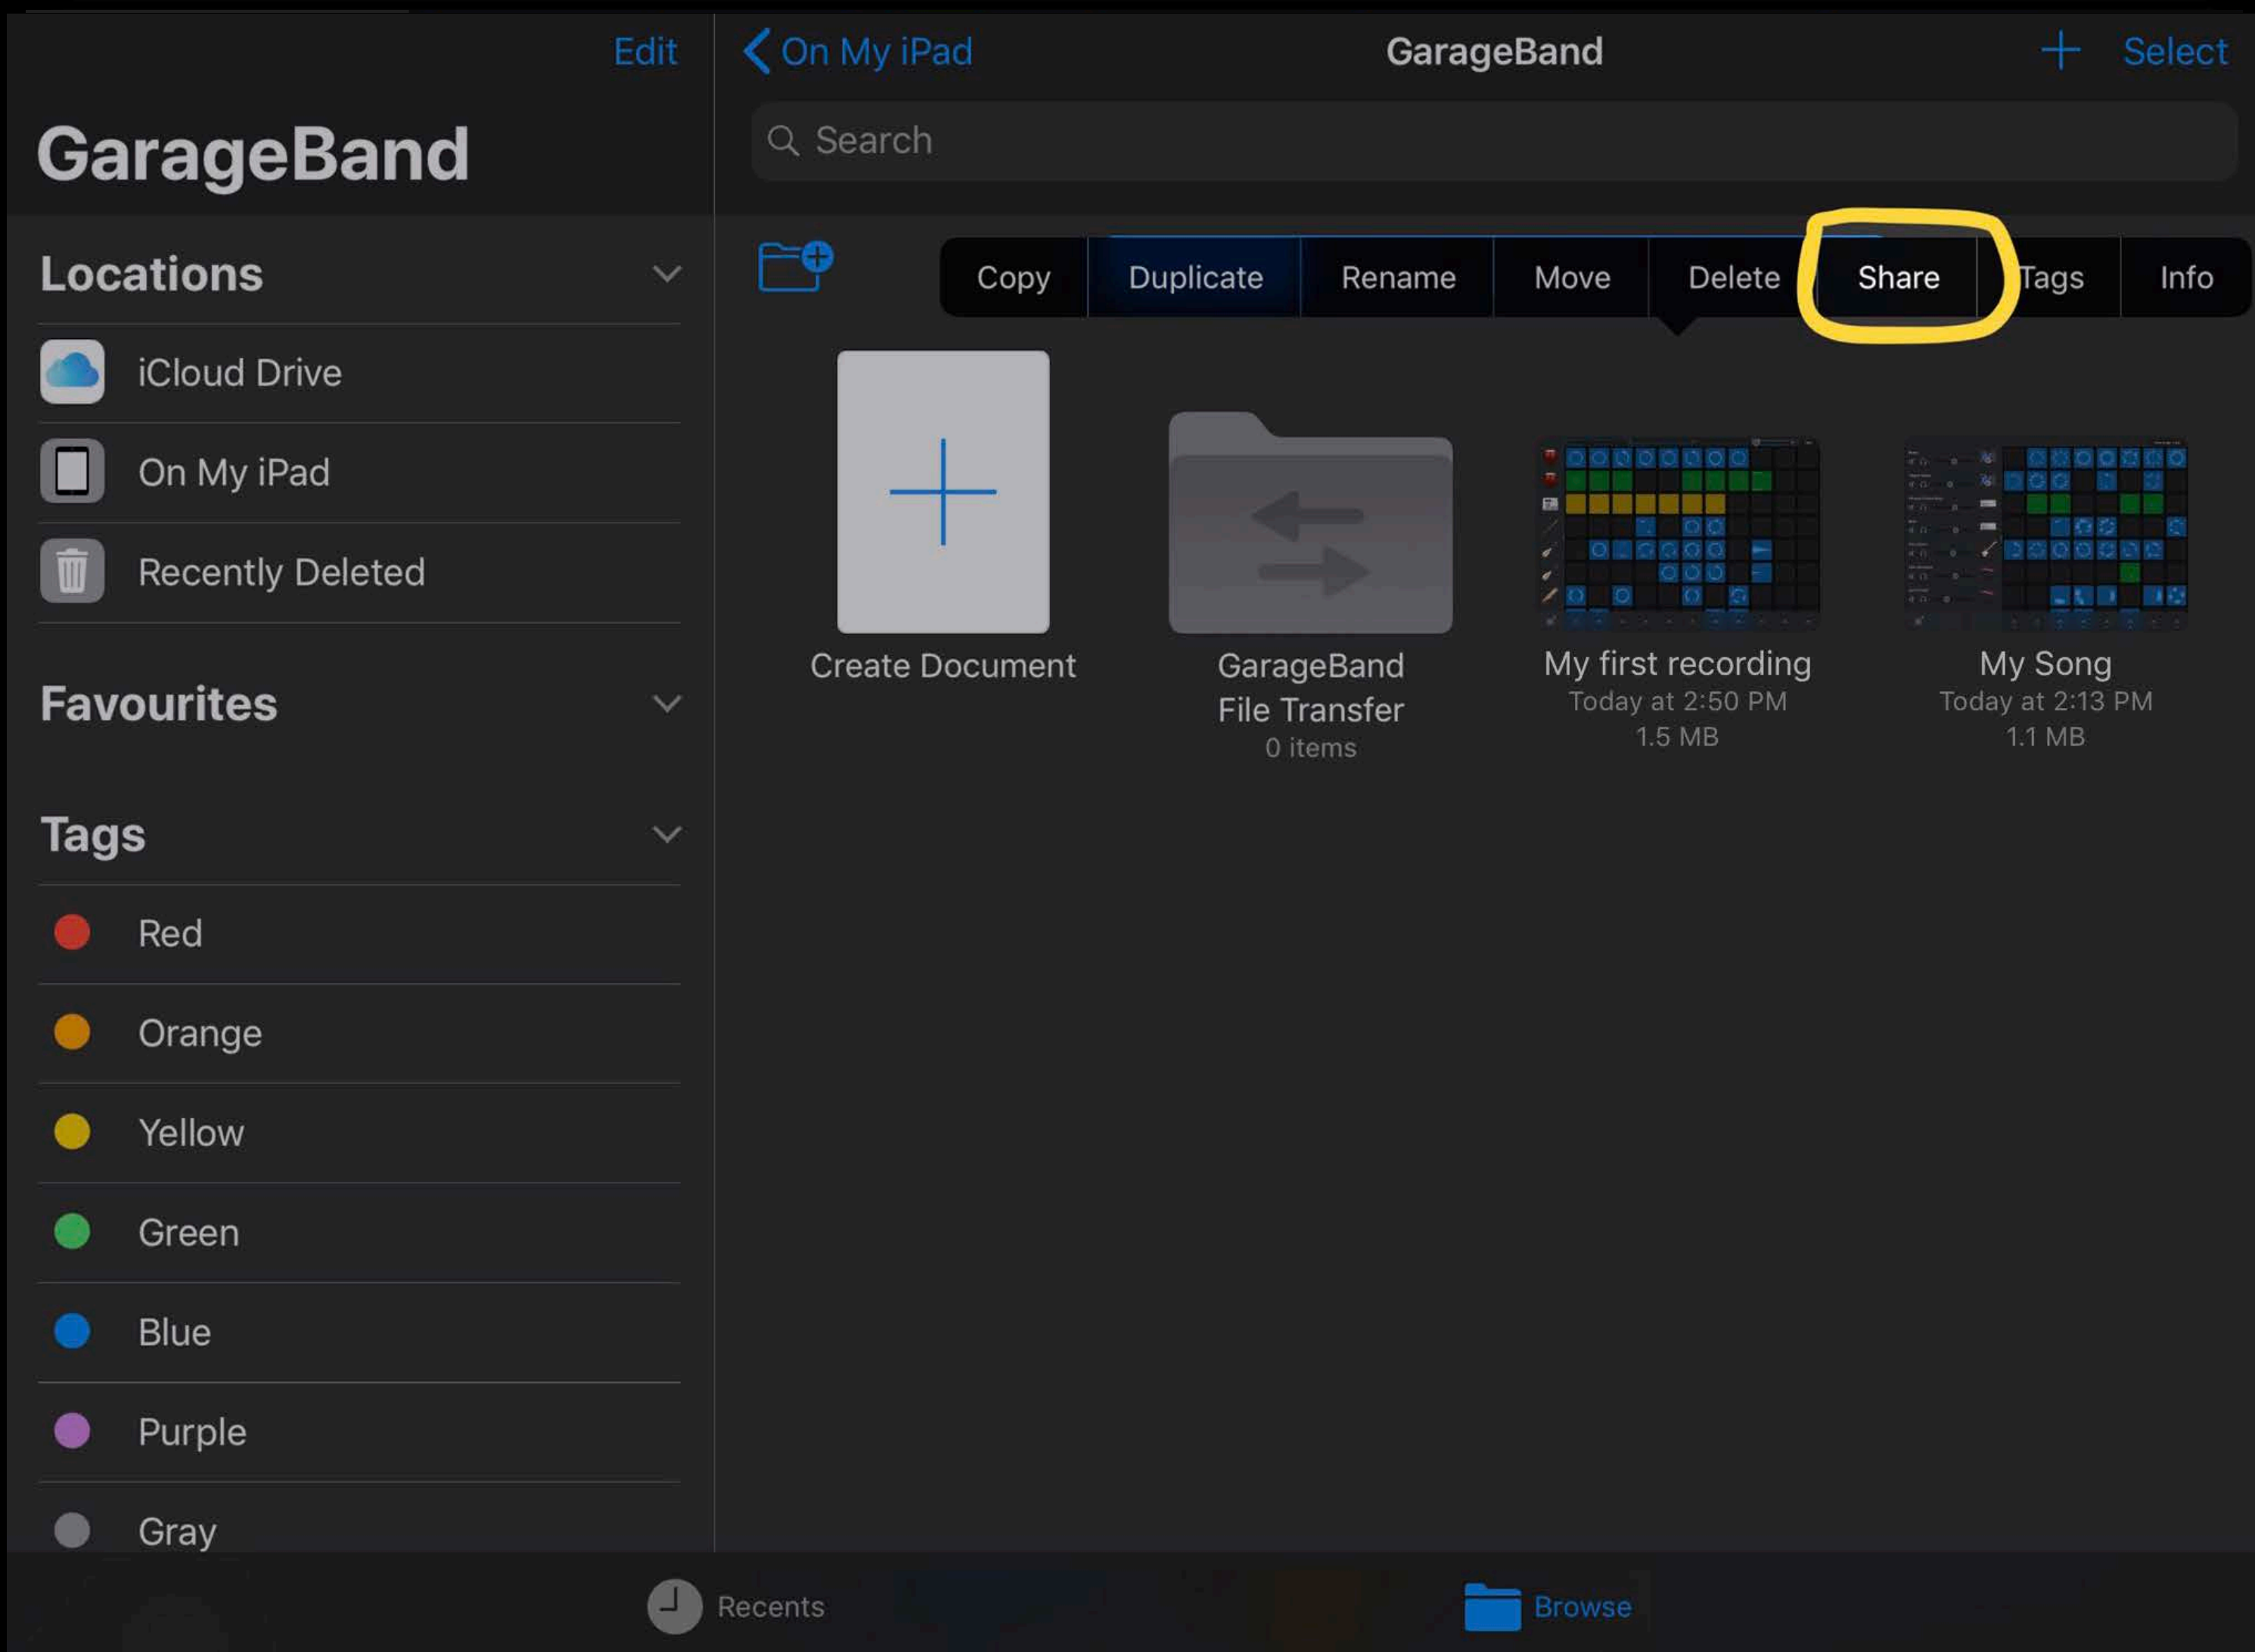 Edit
On My iPad
GarageBand
Select
GarageBand
Search
Locations
Copy
Duplicate
Rename
Move
Delete
Share
Tags
Info
iCloud Drive
On My iPad
Recently Deleted
Create Document
GarageBand
File Transfer
0 items
My first recording
Today at 2:50 PM
1.5 MB
My Song
Today at 2:13 PM
1.1 MB
Favourites
Tags
Red
Orange
Yellow
Green
Blue
Purple
Gray
Recents
Browse